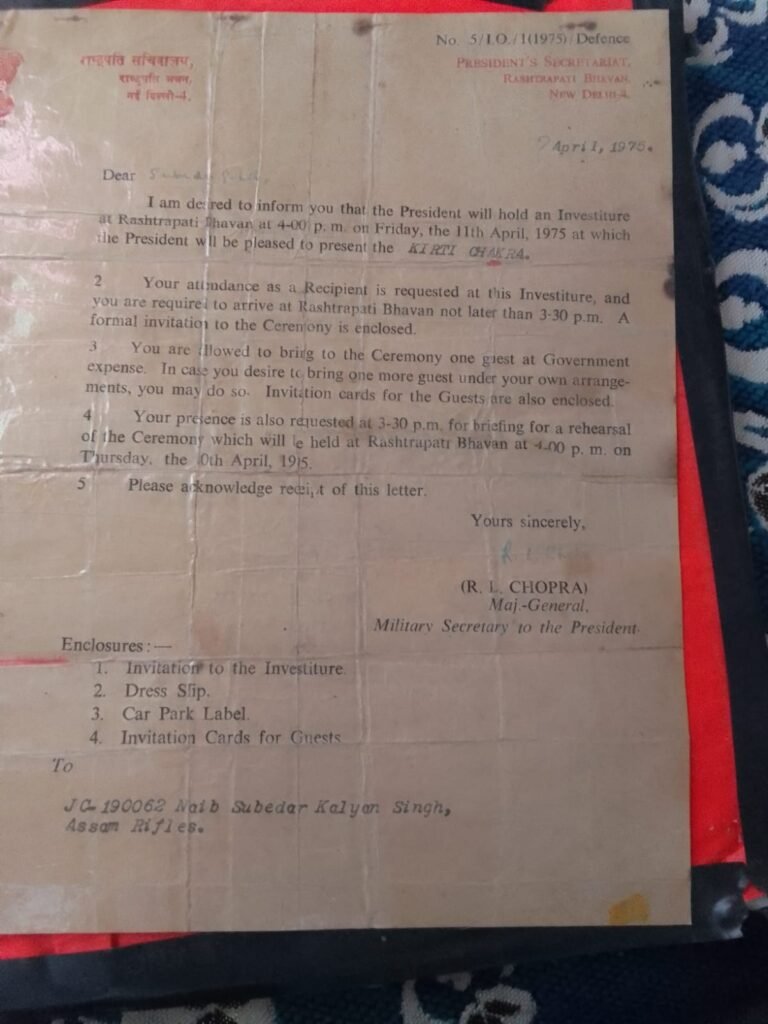 No. 5/I.O./1(1975)/Defence
राष्ट्रपति सचिवालय,
राष्ट्रपति भवन,
नई दिल्ली-4.
PRESIDENT'S SECRETARIAT,
RASHTRAPATI BHAVAN,
NEW DELHI-4.
April, 1975.
Dear
I am desired to inform you that the President will hold an Investiture
at Rashtrapati Bhavan at 4-00 p. m. on Friday, the 11th April, 1975 at which
the President will be pleased to present the KIRTI CHAKRA.
2 Your attendance as a Recipient is requested at this Investiture, and
you are required to arrive at Rashtrapati Bhavan not later than 3-30 p.m. A
formal invitation to the Ceremony is enclosed.
3 You are allowed to bring to the Ceremony one guest at Government
expense. In case you desire to bring one more guest under your own arrange-
ments, you may do so. Invitation cards for the Guests are also enclosed.
4 Your presence is also requested at 3-30 p.m. for briefing for a rehearsal
of the Ceremony which will be held at Rashtrapati Bhavan at 4-00 p. m. on
Thursday, the 10th April, 1975.
5 Please acknowledge receipt of this letter.
Yours sincerely,
(R. L. CHOPRA)
Maj.-General,
Military Secretary to the President
Enclosures :—
1. Invitation to the Investiture.
2. Dress Slip.
3. Car Park Label.
4. Invitation Cards for Guests
To
JC-190062 Naib Subedar Kalyan Singh,
Assam Rifles.